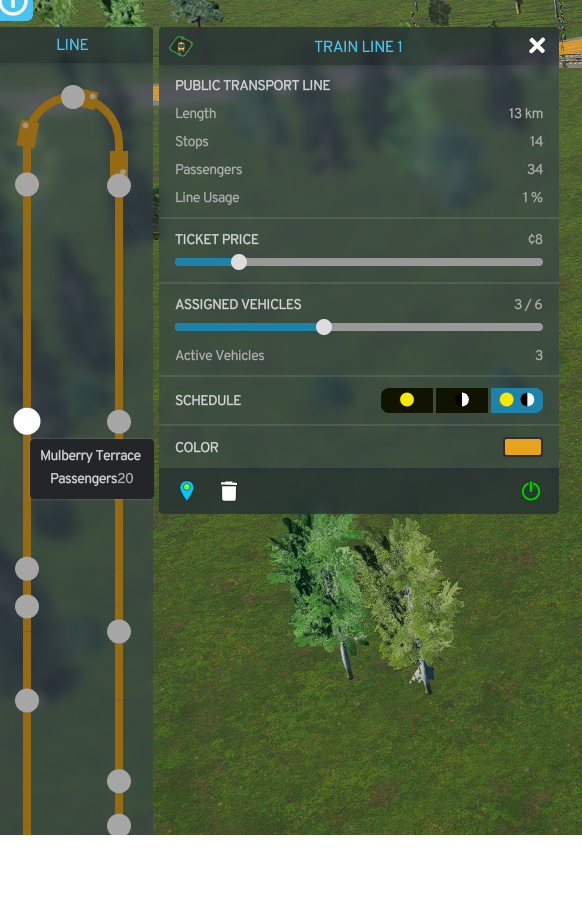 LINE
TRAIN LINE 1
PUBLIC TRANSPORT LINE
Length 13 km
Stops 14
Passengers 34
Line Usage 1 %
TICKET PRICE ¢8
ASSIGNED VEHICLES 3 / 6
Active Vehicles 3
SCHEDULE
COLOR
Mulberry Terrace
Passengers20